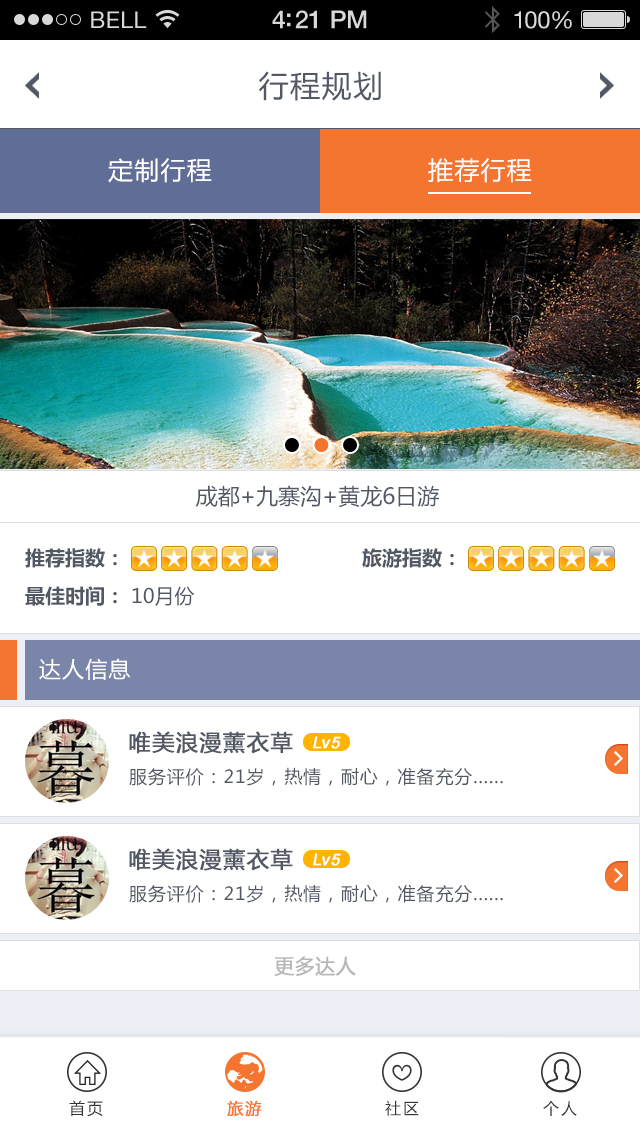 BELL 4:21 PM 100%
行程规划
定制行程 推荐行程
成都+九寨沟+黄龙6日游
推荐指数： 旅游指数：
最佳时间： 10月份
达人信息
唯美浪漫薰衣草 Lv5
服务评价：21岁，热情，耐心，准备充分......
暮
唯美浪漫薰衣草 Lv5
服务评价：21岁，热情，耐心，准备充分......
暮
更多达人
首页 旅游 社区 个人